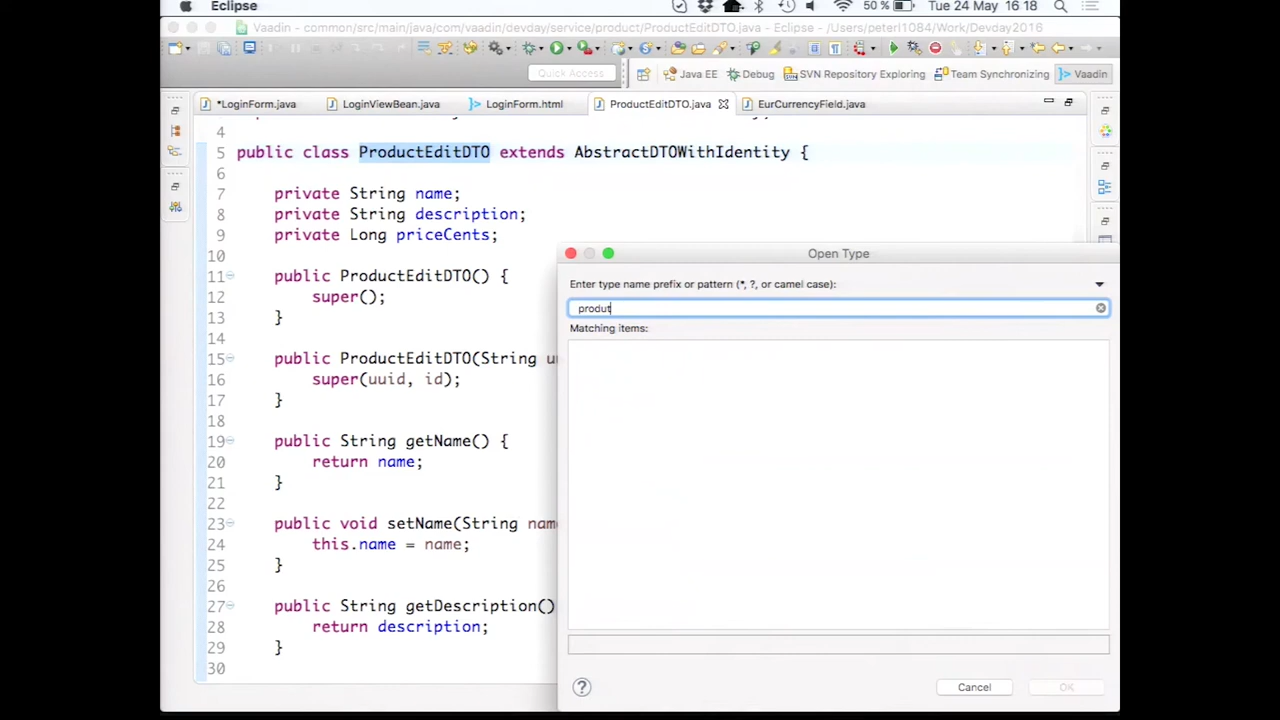 Eclipse
50 %
Tue 24 May 16 18
Vaadin - common/src/main/java/com/vaadin/devday/service/product/ProductEditDTO.java - Eclipse - /Users/peterl1084/Work/Devday2016
Quick Access
Java EE
Debug
SVN Repository Exploring
Team Synchronizing
Vaadin
*LoginForm.java
LoginViewBean.java
LoginForm.html
ProductEditDTO.java
EurCurrencyField.java
4
5 public class ProductEditDTO extends AbstractDTOWithIdentity {
6
7 private String name;
8 private String description;
9 private Long priceCents;
10
11 public ProductEditDTO() {
12 super();
13 }
14
15 public ProductEditDTO(String
16 super(uuid, id);
17 }
18
19 public String getName() {
20 return name;
21 }
22
23 public void setName(String
24 this.name = name;
25 }
26
27 public String getDescription()
28 return description;
29 }
30
Open Type
Enter type name prefix or pattern (*, ?, or camel case):
produt
Matching items:
?
Cancel
OK